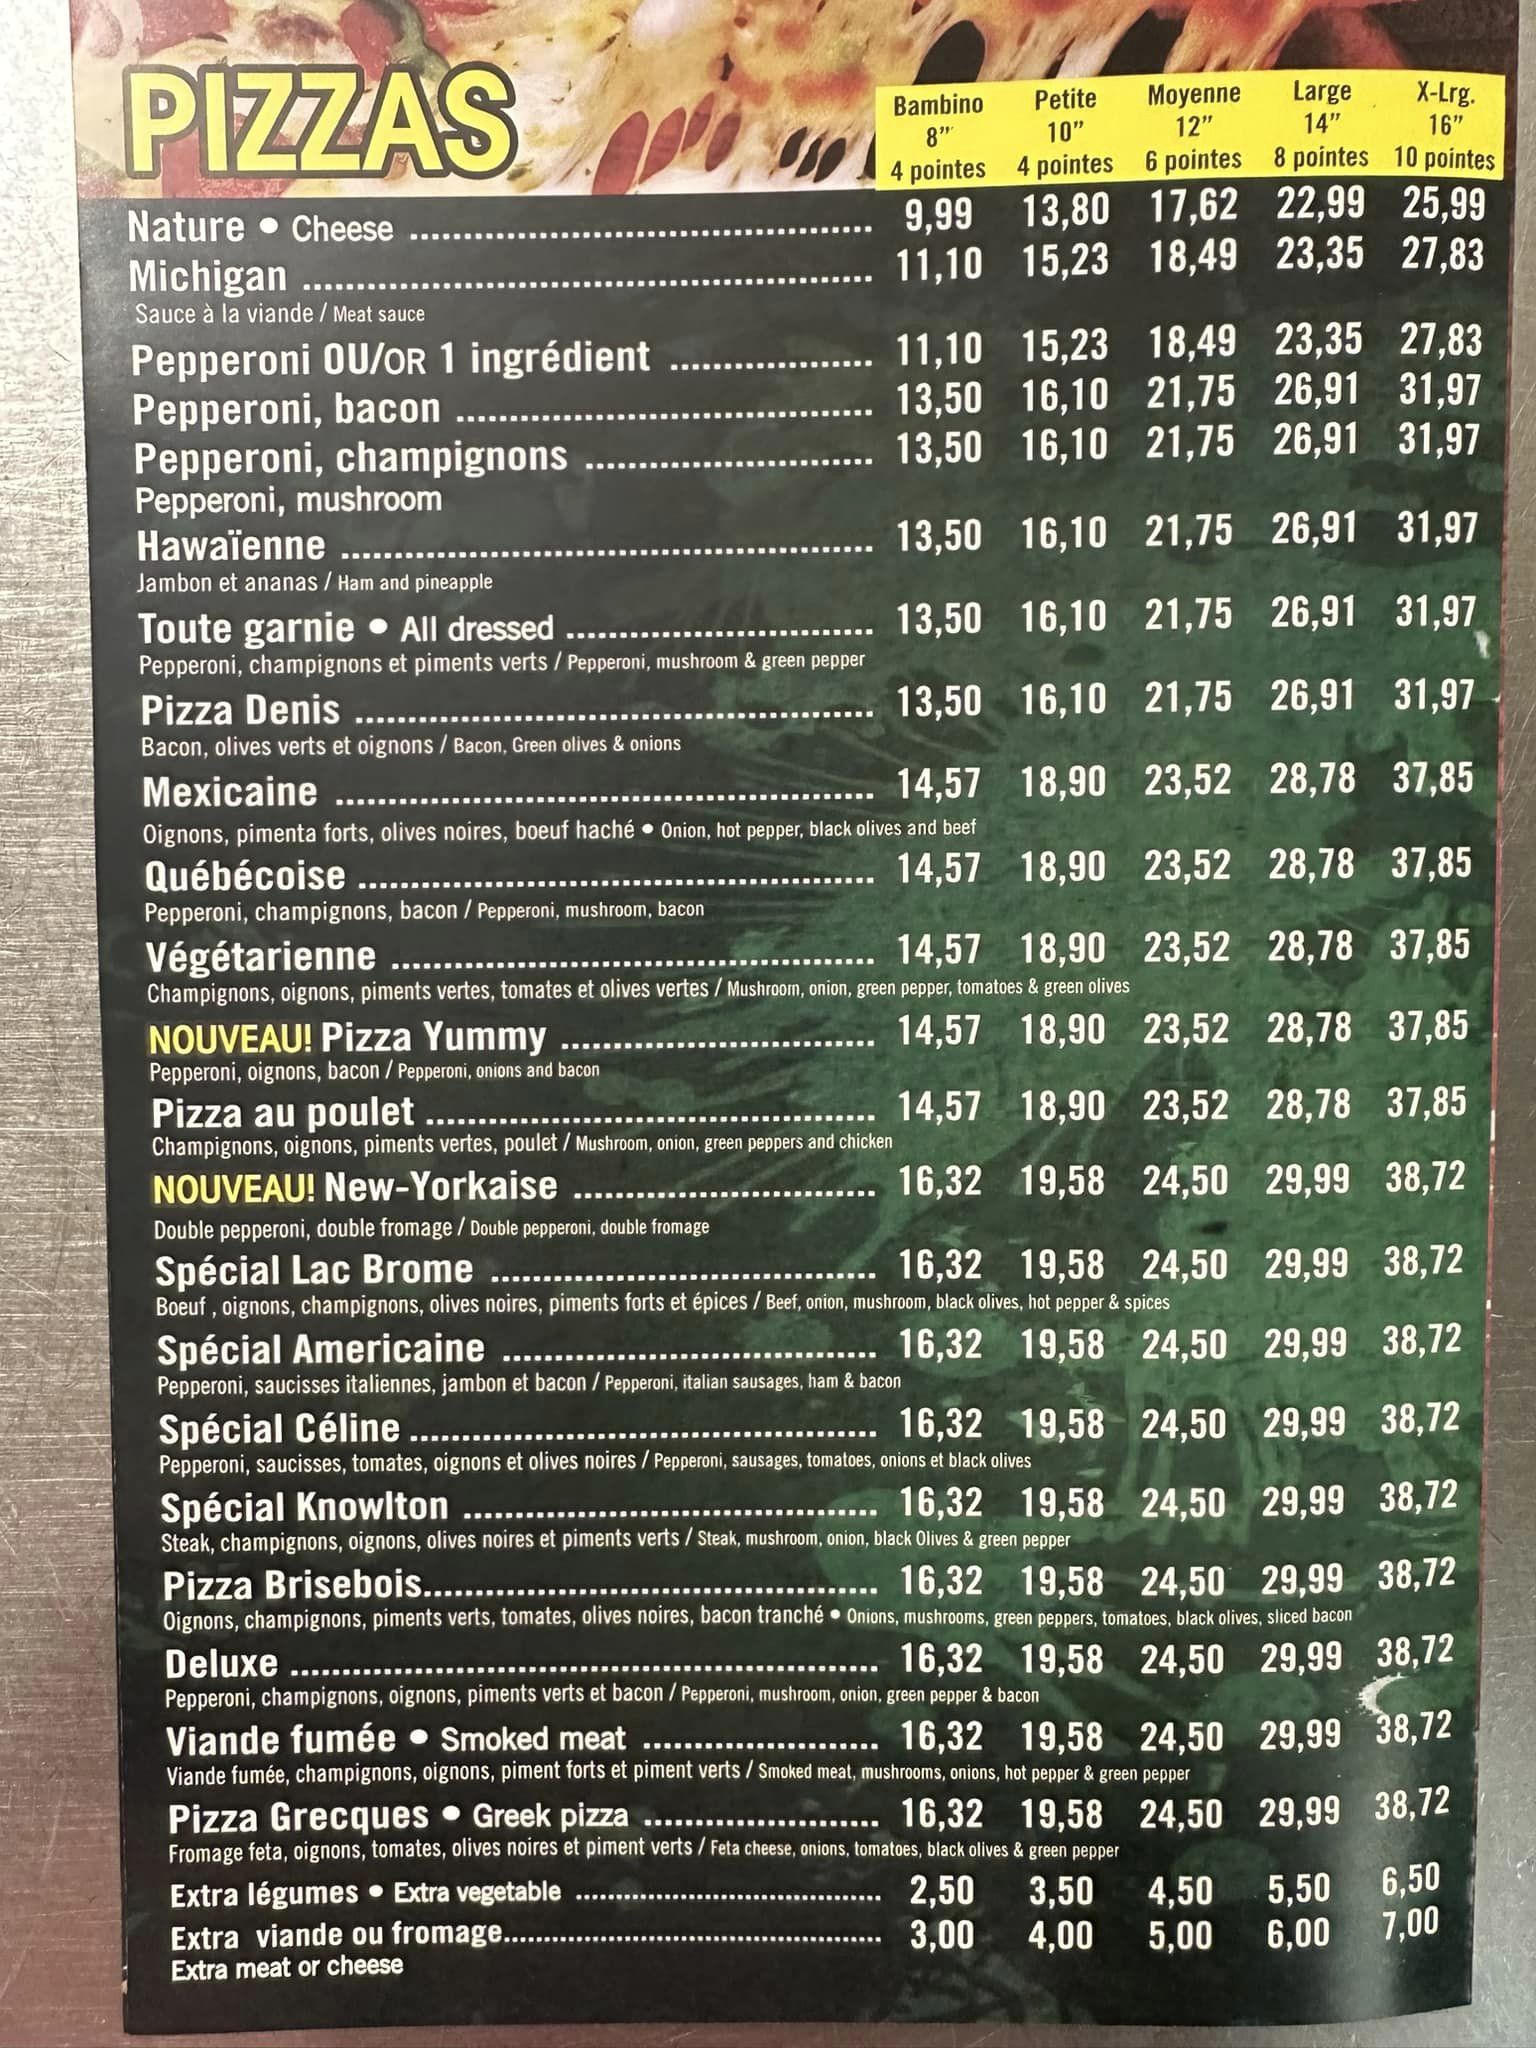 PIZZAS
Bambino Petite Moyenne Large X-Lrg.
8" 10" 12" 14" 16"
4 pointes 4 pointes 6 pointes 8 pointes 10 pointes
Nature • Cheese ........ 9,99 13,80 17,62 22,99 25,99
Michigan ........ 11,10 15,23 18,49 23,35 27,83
Sauce à la viande / Meat sauce
Pepperoni OU/OR 1 ingrédient ........ 11,10 15,23 18,49 23,35 27,83
Pepperoni, bacon ........ 13,50 16,10 21,75 26,91 31,97
Pepperoni, champignons ........ 13,50 16,10 21,75 26,91 31,97
Pepperoni, mushroom
Hawaïenne ........ 13,50 16,10 21,75 26,91 31,97
Jambon et ananas / Ham and pineapple
Toute garnie • All dressed ........ 13,50 16,10 21,75 26,91 31,97
Pepperoni, champignons et piments verts / Pepperoni, mushroom & green pepper
Pizza Denis ........ 13,50 16,10 21,75 26,91 31,97
Bacon, olives verts et oignons / Bacon, Green olives & onions
Mexicaine ........ 14,57 18,90 23,52 28,78 37,85
Oignons, pimenta forts, olives noires, boeuf haché • Onion, hot pepper, black olives and beef
Québécoise ........ 14,57 18,90 23,52 28,78 37,85
Pepperoni, champignons, bacon / Pepperoni, mushroom, bacon
Végétarienne ........ 14,57 18,90 23,52 28,78 37,85
Champignons, oignons, piments vertes, tomates et olives vertes / Mushroom, onion, green pepper, tomatoes & green olives
NOUVEAU! Pizza Yummy ........ 14,57 18,90 23,52 28,78 37,85
Pepperoni, oignons, bacon / Pepperoni, onions and bacon
Pizza au poulet ........ 14,57 18,90 23,52 28,78 37,85
Champignons, oignons, piments vertes, poulet / Mushroom, onion, green peppers and chicken
NOUVEAU! New-Yorkaise ........ 16,32 19,58 24,50 29,99 38,72
Double pepperoni, double fromage / Double pepperoni, double fromage
Spécial Lac Brome ........ 16,32 19,58 24,50 29,99 38,72
Boeuf , oignons, champignons, olives noires, piments forts et épices / Beef, onion, mushroom, black olives, hot pepper & spices
Spécial Americaine ........ 16,32 19,58 24,50 29,99 38,72
Pepperoni, saucisses italiennes, jambon et bacon / Pepperoni, italian sausages, ham & bacon
Spécial Céline ........ 16,32 19,58 24,50 29,99 38,72
Pepperoni, saucisses, tomates, oignons et olives noires / Pepperoni, sausages, tomatoes, onions et black olives
Spécial Knowlton ........ 16,32 19,58 24,50 29,99 38,72
Steak, champignons, oignons, olives noires et piments verts / Steak, mushroom, onion, black Olives & green pepper
Pizza Brisebois........ 16,32 19,58 24,50 29,99 38,72
Oignons, champignons, piments verts, tomates, olives noires, bacon tranché • Onions, mushrooms, green peppers, tomatoes, black olives, sliced bacon
Deluxe ........ 16,32 19,58 24,50 29,99 38,72
Pepperoni, champignons, oignons, piments verts et bacon / Pepperoni, mushroom, onion, green pepper & bacon
Viande fumée • Smoked meat ........ 16,32 19,58 24,50 29,99 38,72
Viande fumée, champignons, oignons, piment forts et piment verts / Smoked meat, mushrooms, onions, hot pepper & green pepper
Pizza Grecques • Greek pizza ........ 16,32 19,58 24,50 29,99 38,72
Fromage feta, oignons, tomates, olives noires et piment verts / Feta cheese, onions, tomatoes, black olives & green pepper
Extra légumes • Extra vegetable ........ 2,50 3,50 4,50 5,50 6,50
Extra viande ou fromage........ 3,00 4,00 5,00 6,00 7,00
Extra meat or cheese